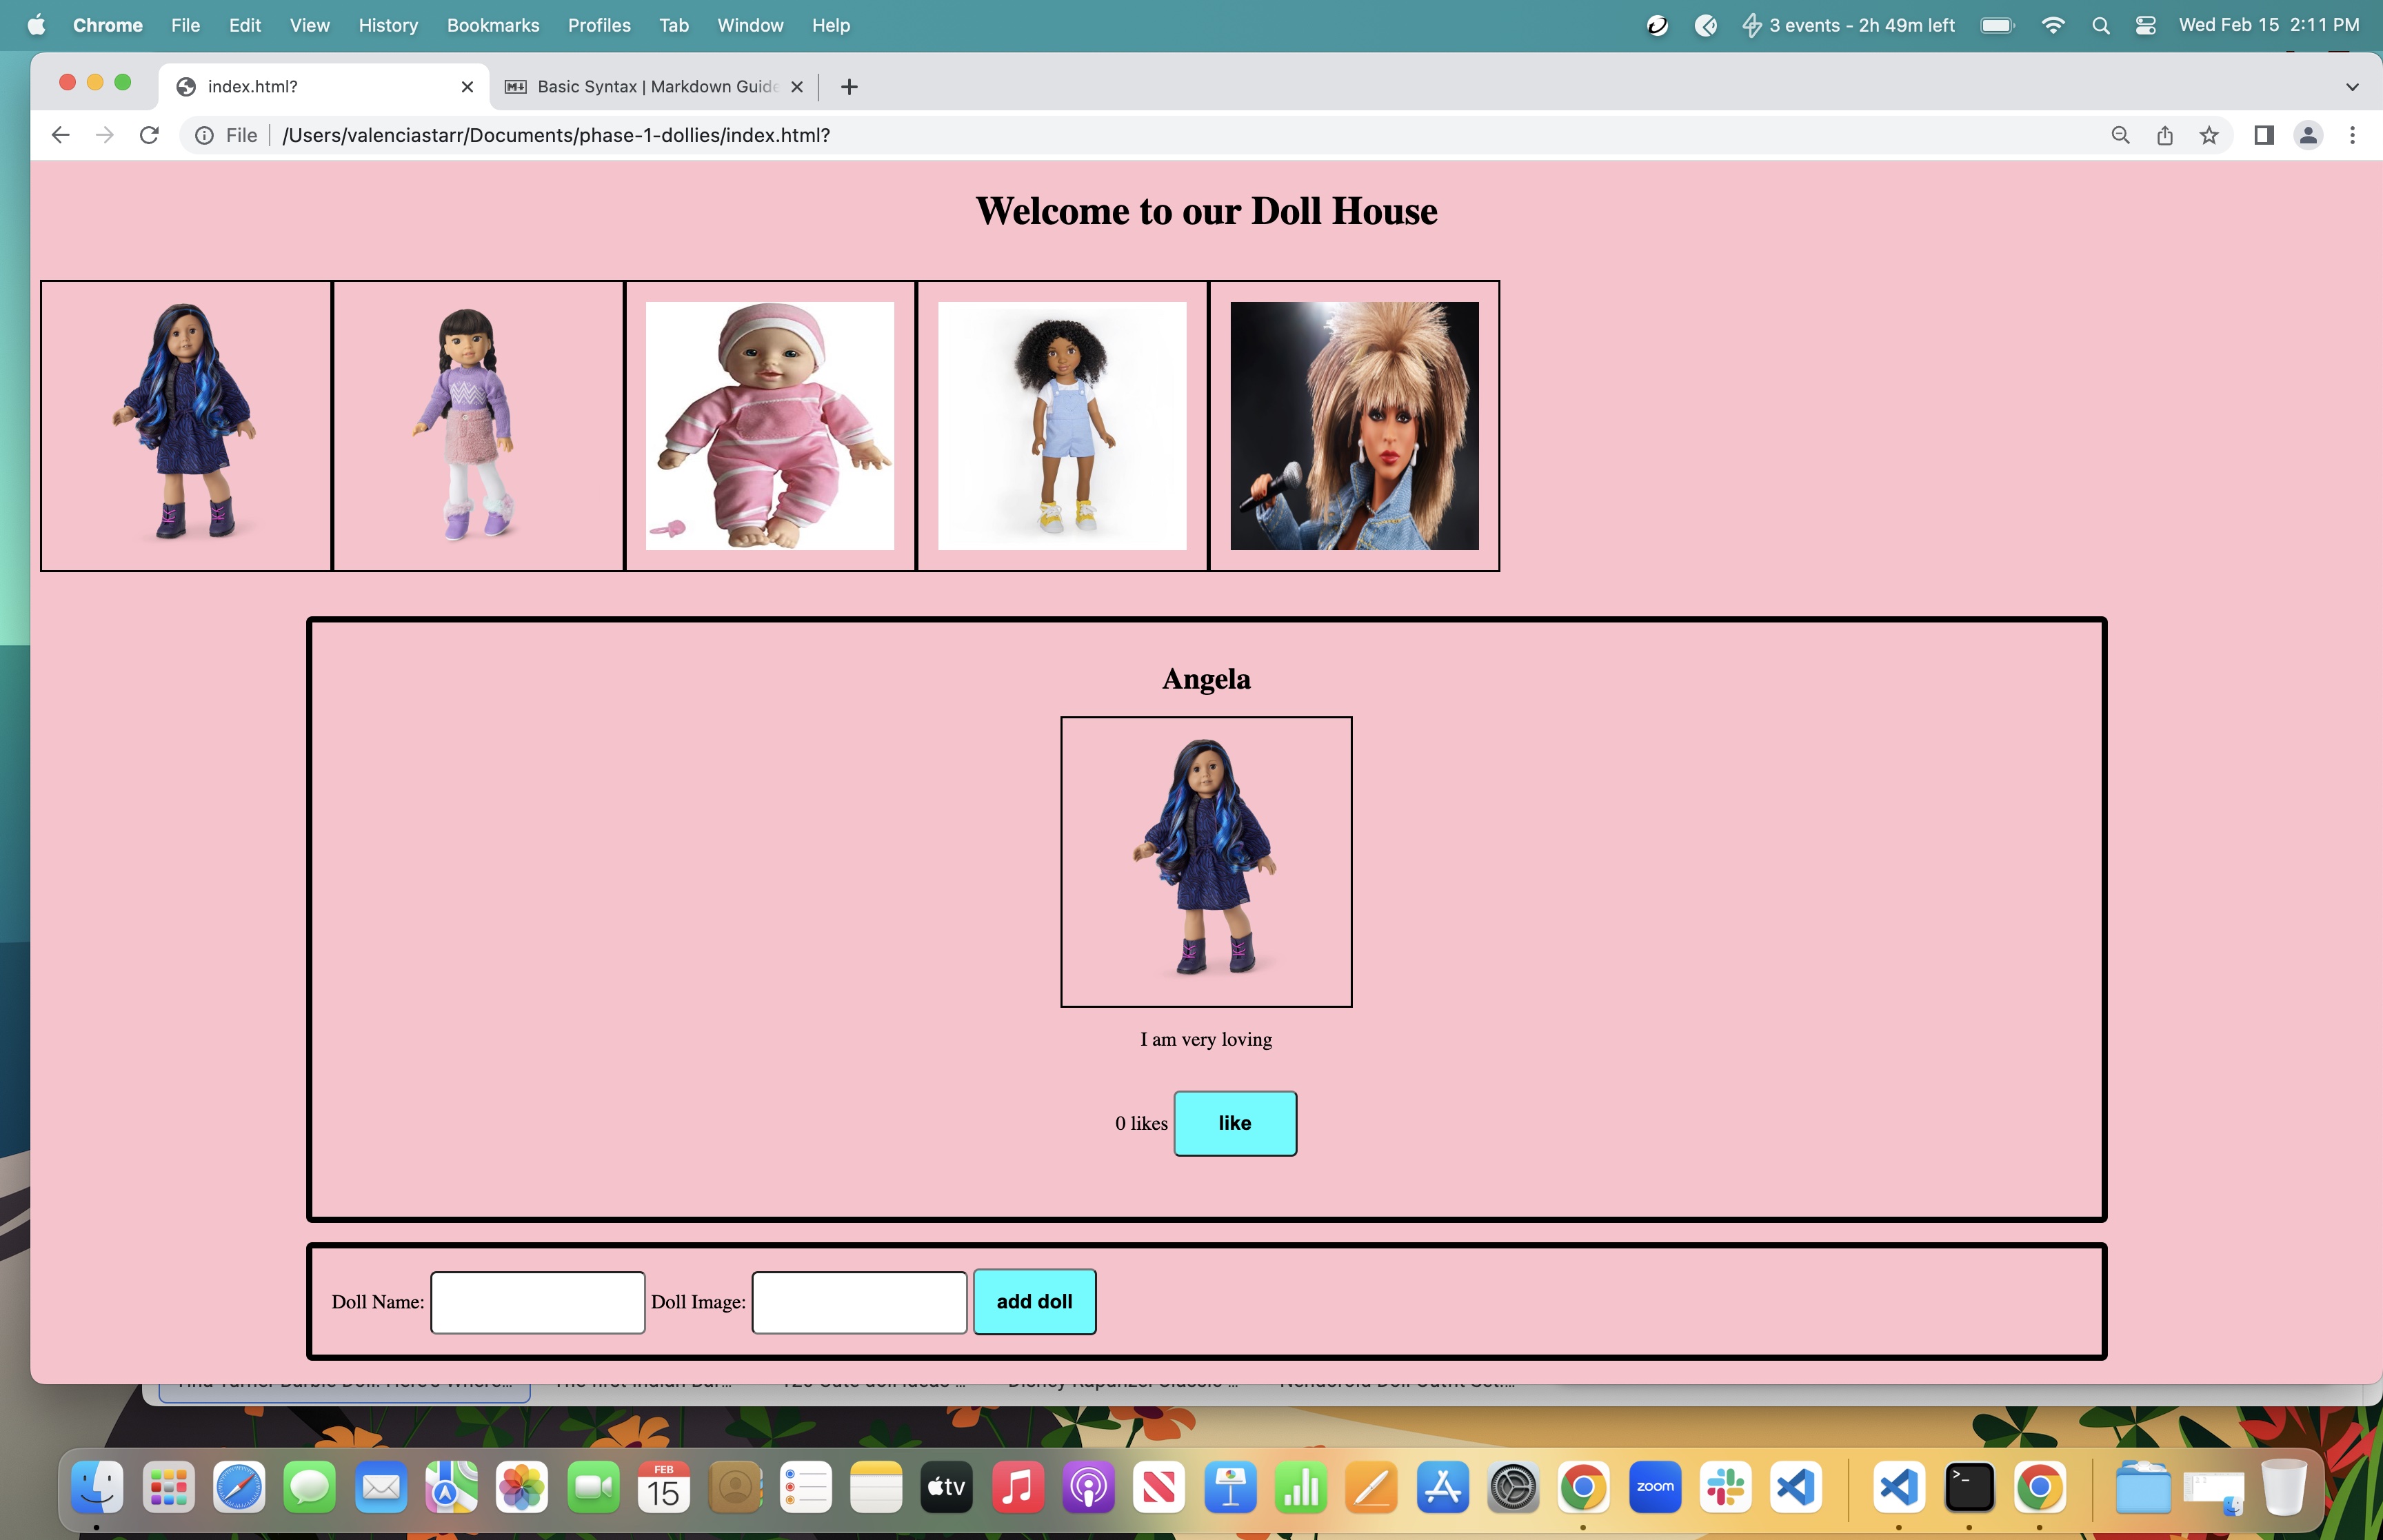 Chrome File Edit View History Bookmarks Profiles Tab Window Help 3 events - 2h 49m left Wed Feb 15 2:11 PM
index.html? Basic Syntax | Markdown Guide
File /Users/valenciastarr/Documents/phase-1-dollies/index.html?
Welcome to our Doll House
Angela
I am very loving
0 likes like
Doll Name: Doll Image: add doll
FEB
15
tv
zoom